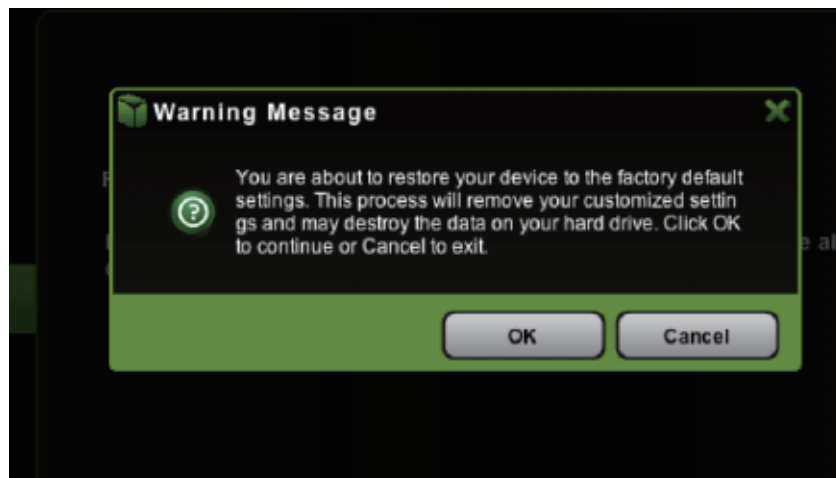 Warning Message
You are about to restore your device to the factory default
settings. This process will remove your customized settin
gs and may destroy the data on your hard drive. Click OK
to continue or Cancel to exit.
OK
Cancel